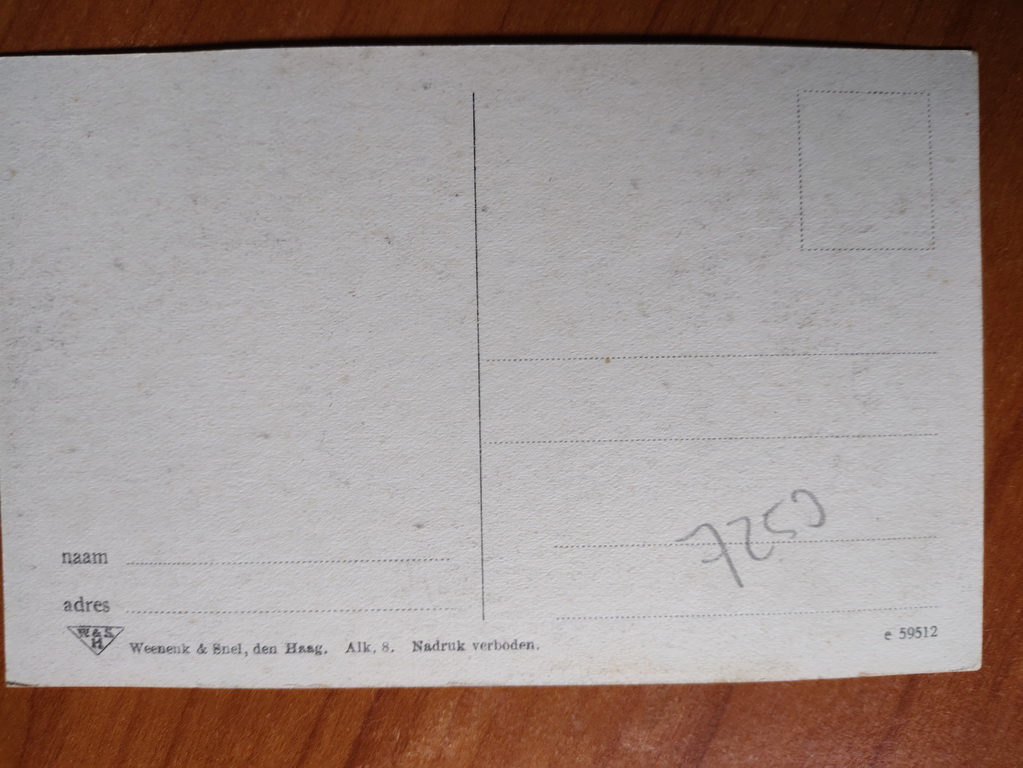 7250
naam
adres
W & S
H
Weenenk & Snel, den Haag. Alk. 8. Nadruk verboden.
e 59512